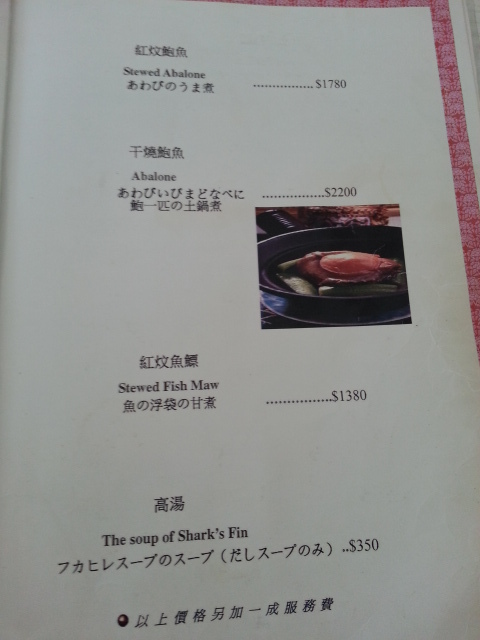 紅炆鮑魚
Stewed Abalone
あわびのうま煮 ................$1780
干燒鮑魚
Abalone
あわびいびまどなべに ................$2200
鮑一匹の土鍋煮
紅炆魚鰾
Stewed Fish Maw
魚の浮袋の甘煮 ................$1380
高湯
The soup of Shark's Fin
フカヒレスープのスープ（だしスープのみ）..$350
以上價格另加一成服務費